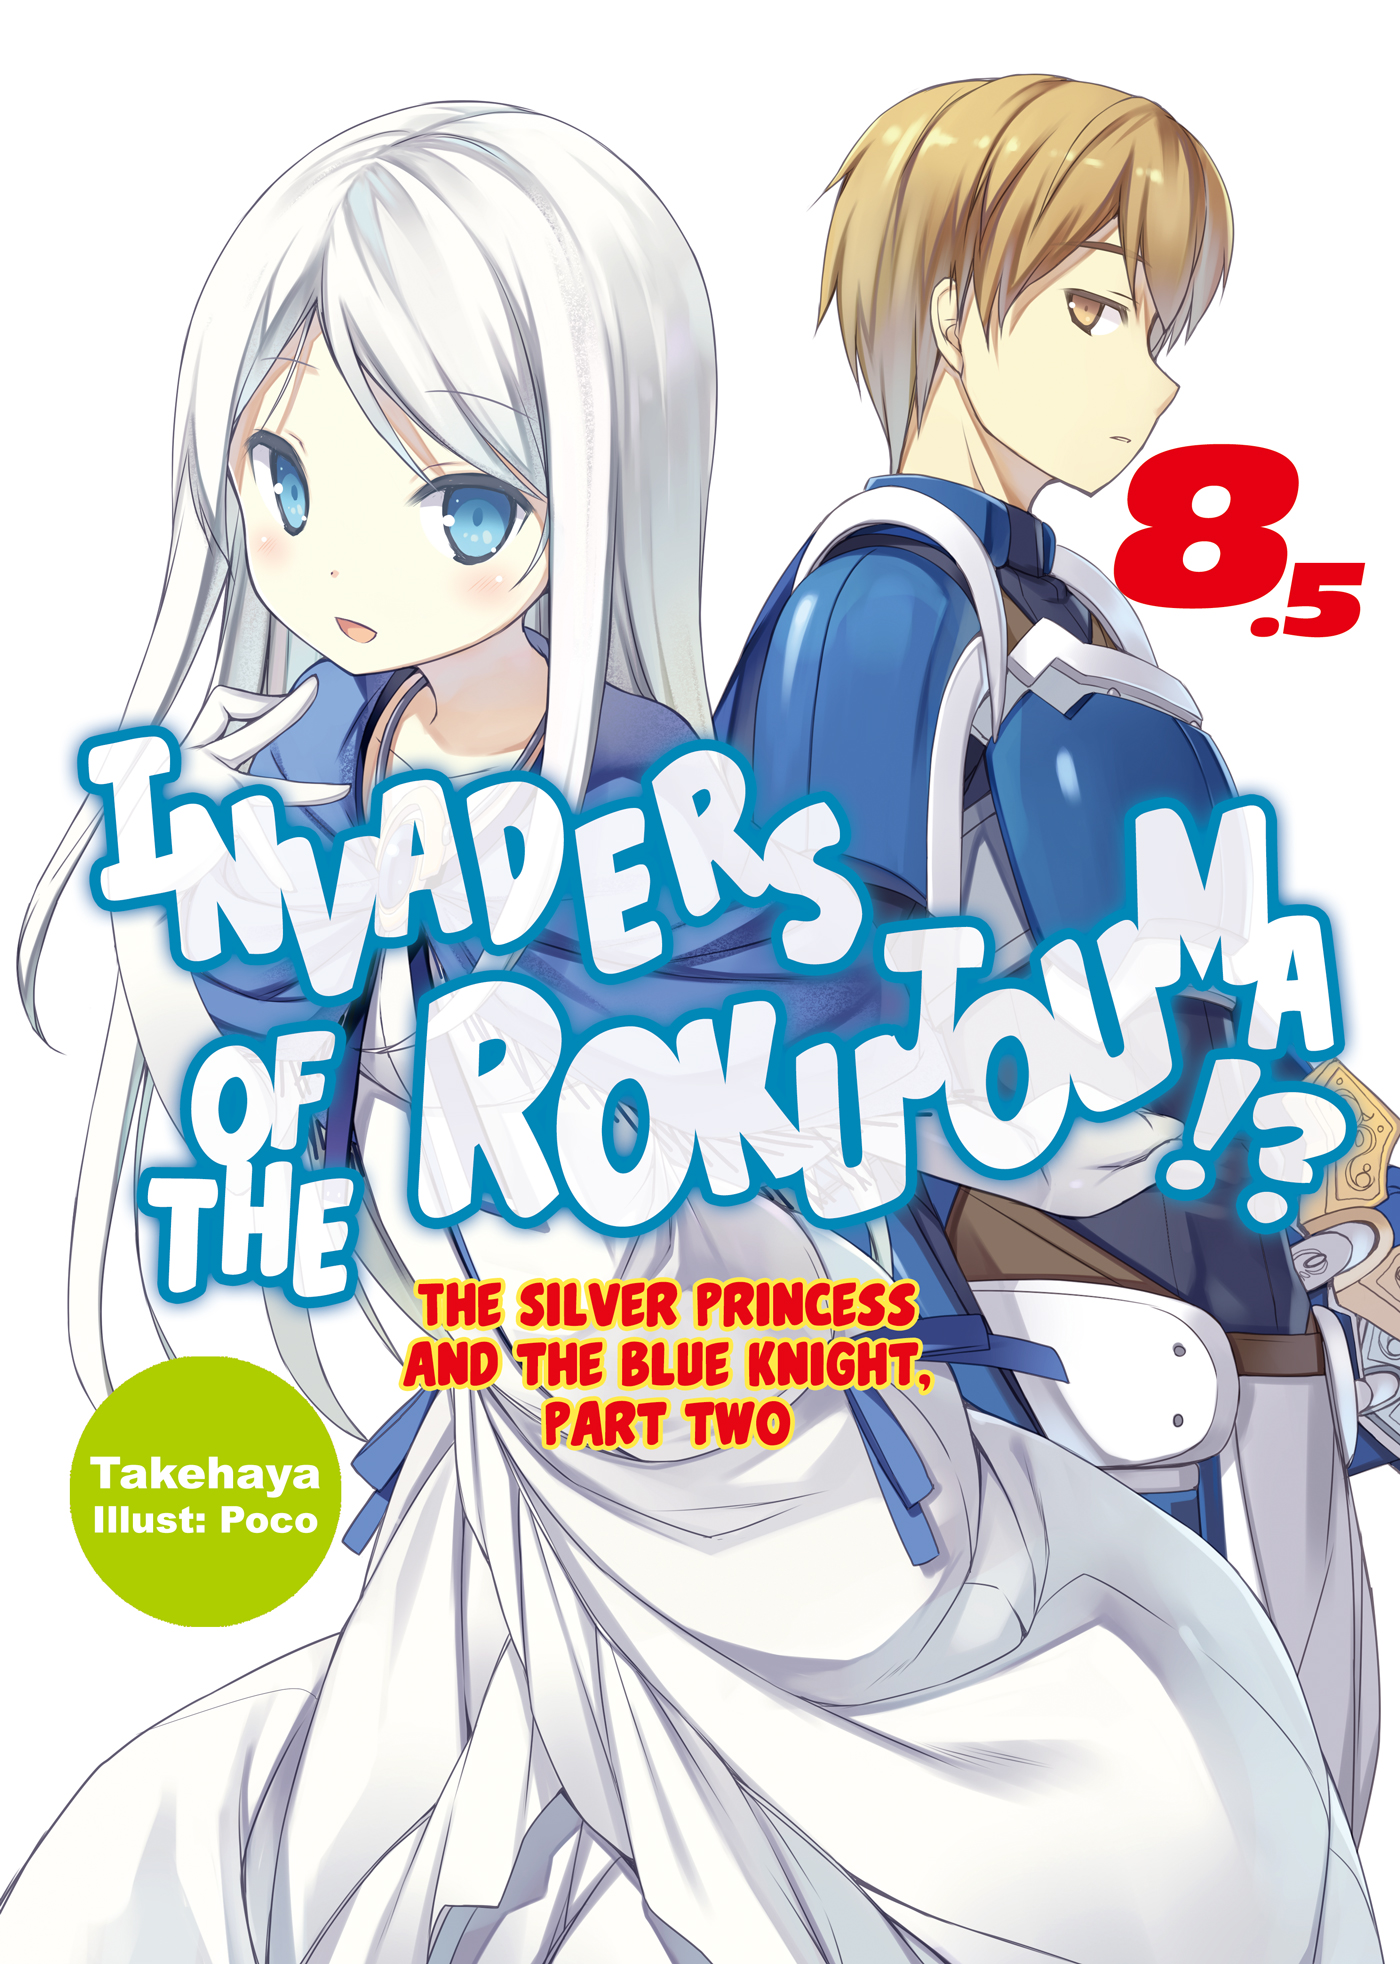 8.5
INVADERS
OF THE
ROKUJOUMA!?
THE SILVER PRINCESS
AND THE BLUE KNIGHT,
PART TWO
Takehaya
Illust: Poco